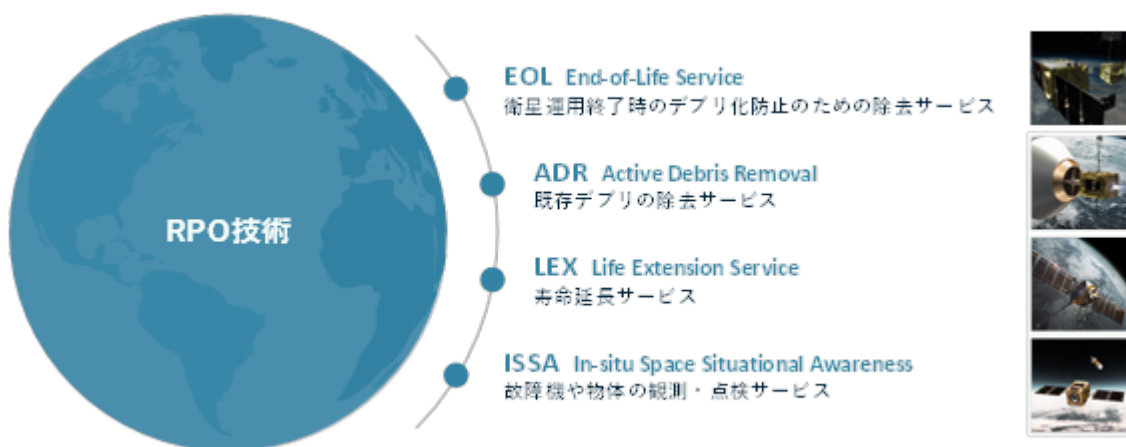 RPO技術
EOL End-of-Life Service
衛星運用終了時のデブリ化防止のための除去サービス
ADR Active Debris Removal
既存デブリの除去サービス
LEX Life Extension Service
寿命延長サービス
ISSA In-situ Space Situational Awareness
故障機や物体の観測・点検サービス